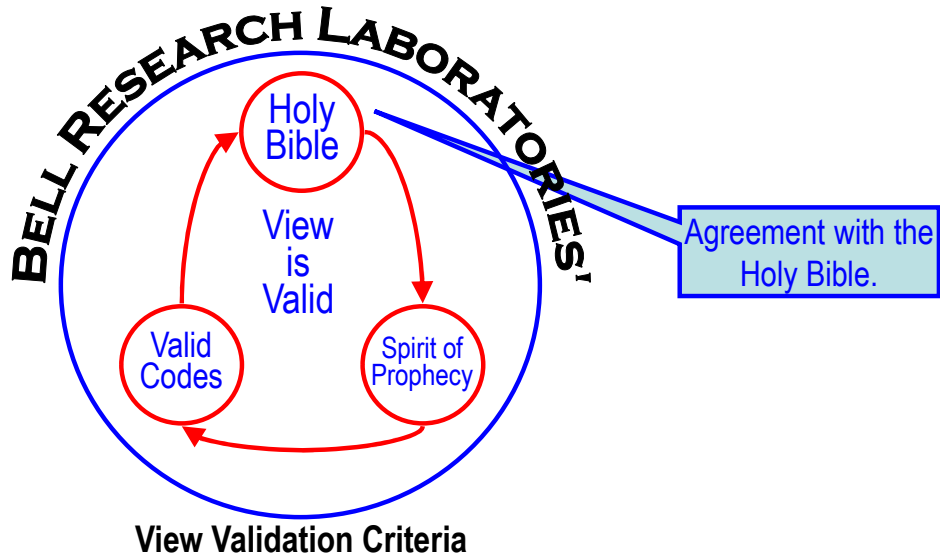 BELL RESEARCH LABORATORIES'
Holy
Bible
View
is
Valid
Valid
Codes
Spirit of
Prophecy
Agreement with the
Holy Bible.
View Validation Criteria